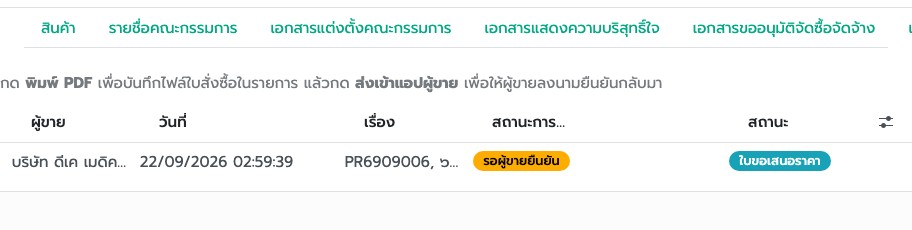 สินค้า รายชื่อคณะกรรมการ เอกสารแต่งตั้งคณะกรรมการ เอกสารแสดงความบริสุทธิ์ใจ เอกสารขออนุมัติจัดซื้อจัดจ้าง
กด พิมพ์ PDF เพื่อบันทึกไฟล์ใบสั่งซื้อในรายการ แล้วกด ส่งเข้าแอปผู้ขาย เพื่อให้ผู้ขายลงนามยืนยันกลับมา
ผู้ขาย วันที่ เรื่อง สถานะการ... สถานะ
บริษัท ดีเค เมดิค... 22/09/2026 02:59:39 PR6909006, ๖... รอผู้ขายยืนยัน ใบขอเสนอราคา